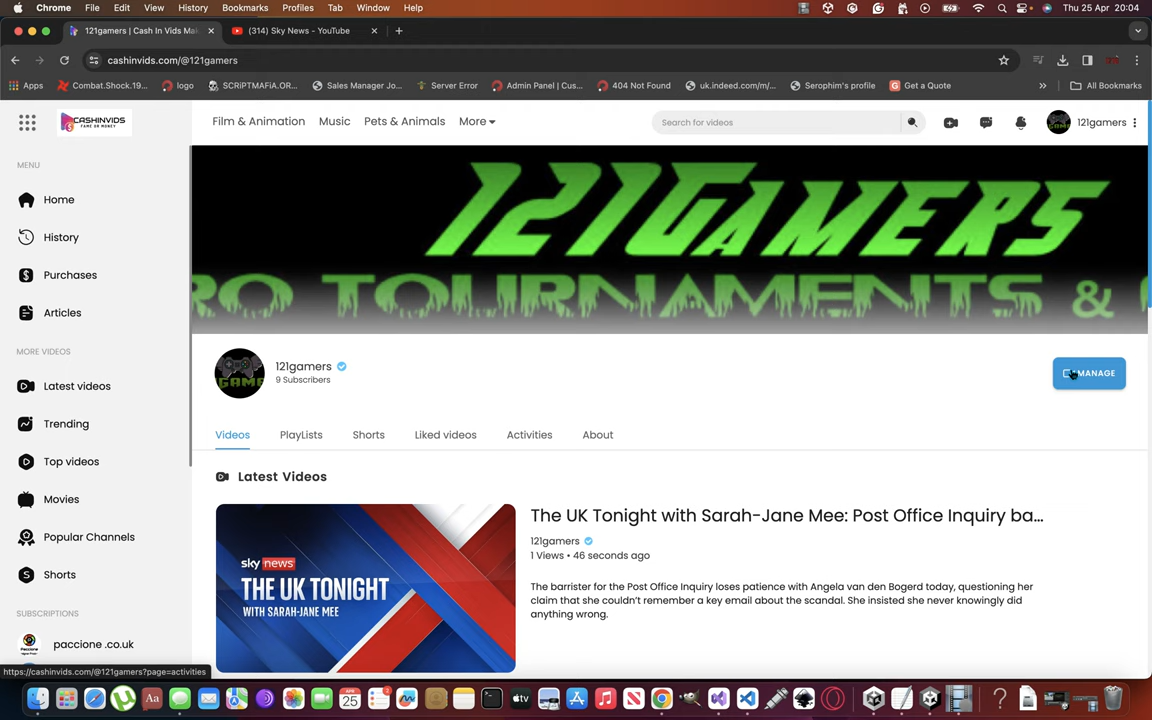 Chrome File Edit View History Bookmarks Profiles Tab Window Help Thu 25 Apr 20:04
121gamers | Cash In Vids Ma (314) Sky News - YouTube
cashinvids.com/@121gamers
Apps Combat.Shock.19... logo SCRiPTMAFiA.OR... Sales Manager Jo... Server Error Admin Panel | Cus... 404 Not Found uk.indeed.com/m/... Serophim's profile Get a Quote » All Bookmarks
CASHINVIDS
FAME OR MONEY
Film & Animation Music Pets & Animals More Search for videos 121gamers
MENU
Home
History
Purchases
Articles
MORE VIDEOS
Latest videos
Trending
Top videos
Movies
Popular Channels
Shorts
SUBSCRIPTIONS
paccione .co.uk
121GAMERS
RO TOURNAMENTS &
GAME
121gamers
9 Subscribers
MANAGE
Videos PlayLists Shorts Liked videos Activities About
Latest Videos
sky news
THE UK TONIGHT
WITH SARAH-JANE MEE
The UK Tonight with Sarah-Jane Mee: Post Office Inquiry ba...
121gamers
1 Views • 46 seconds ago
The barrister for the Post Office Inquiry loses patience with Angela van den Bogerd today, questioning her
claim that she couldn't remember a key email about the scandal. She insisted she never knowingly did
anything wrong.
https://cashinvids.com/@121gamers?page=activities